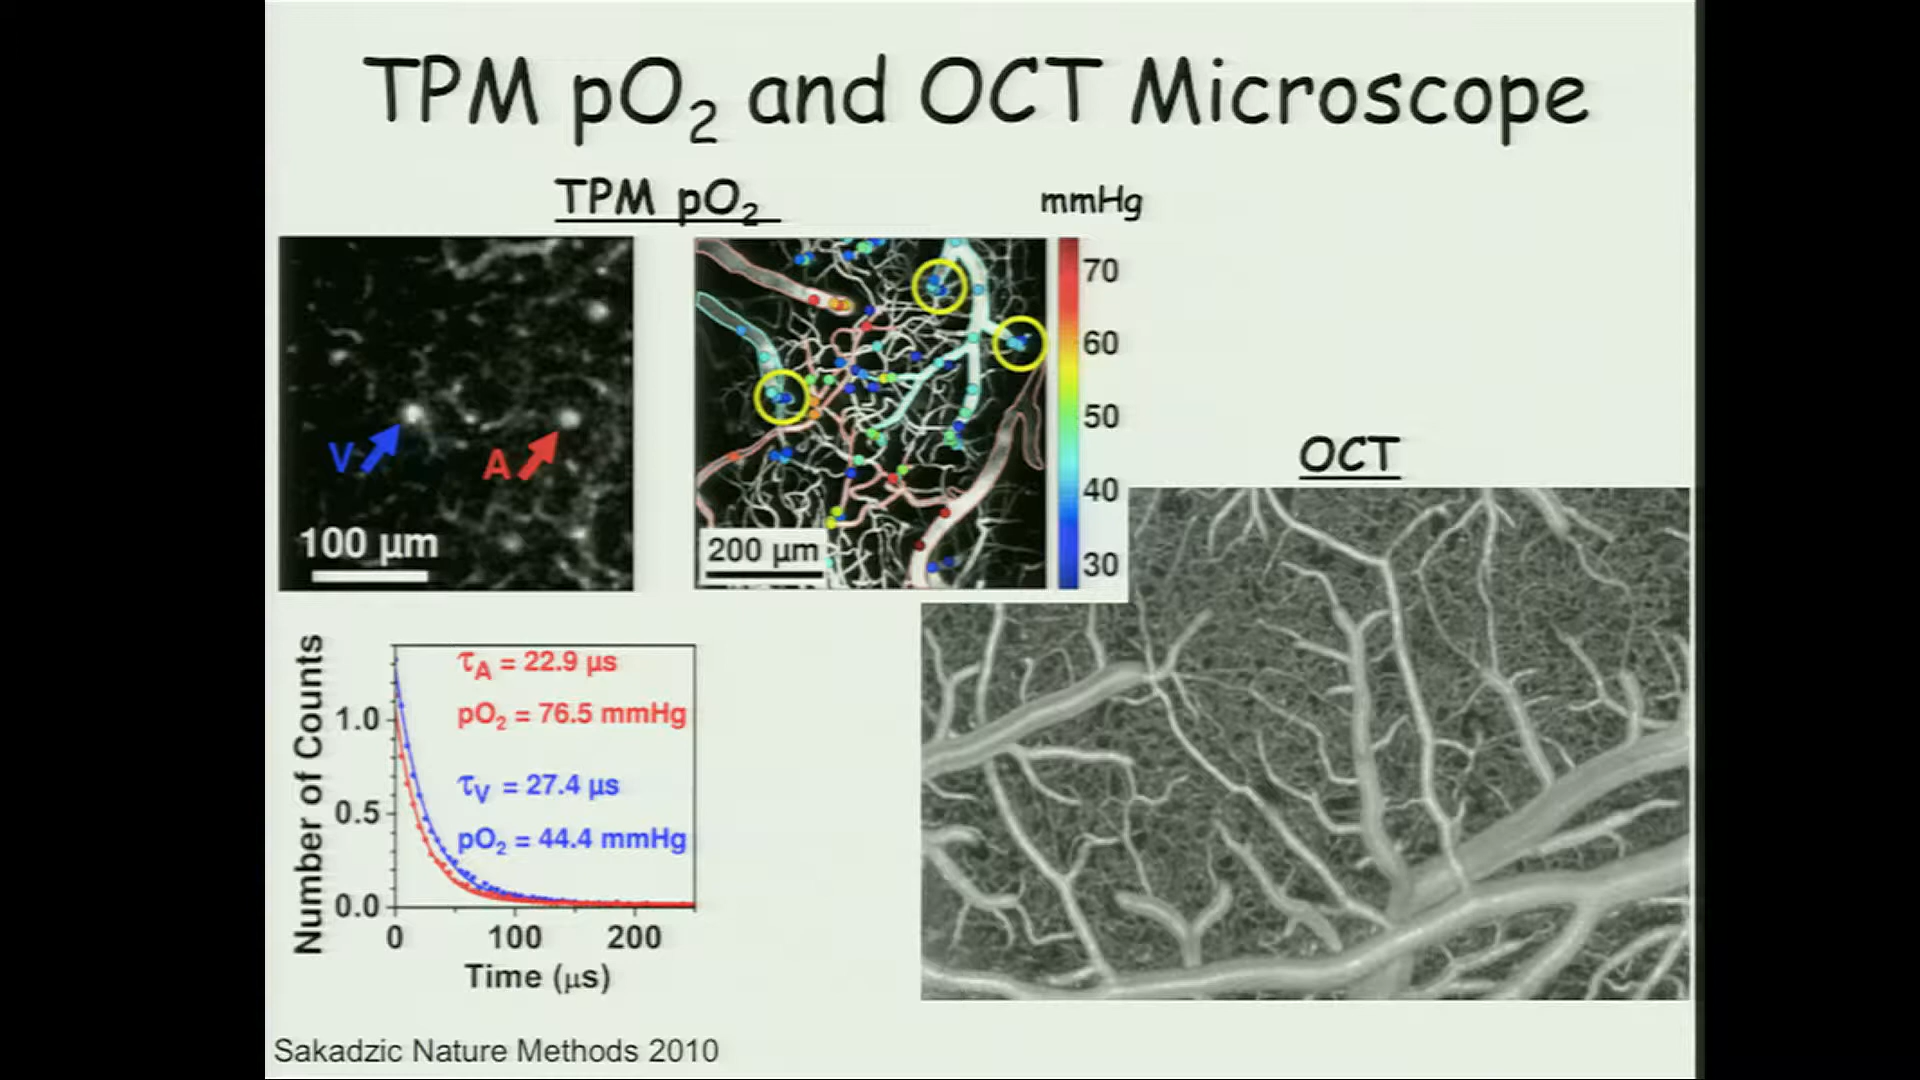 TPM pO₂ and OCT Microscope
TPM pO₂
mmHg
V
A
100 µm
200 µm
70
60
50
40
30
OCT
Number of Counts
1.0
0.5
0.0
τA = 22.9 µs
pO₂ = 76.5 mmHg
τV = 27.4 µs
pO₂ = 44.4 mmHg
0 100 200
Time (µs)
Sakadzic Nature Methods 2010